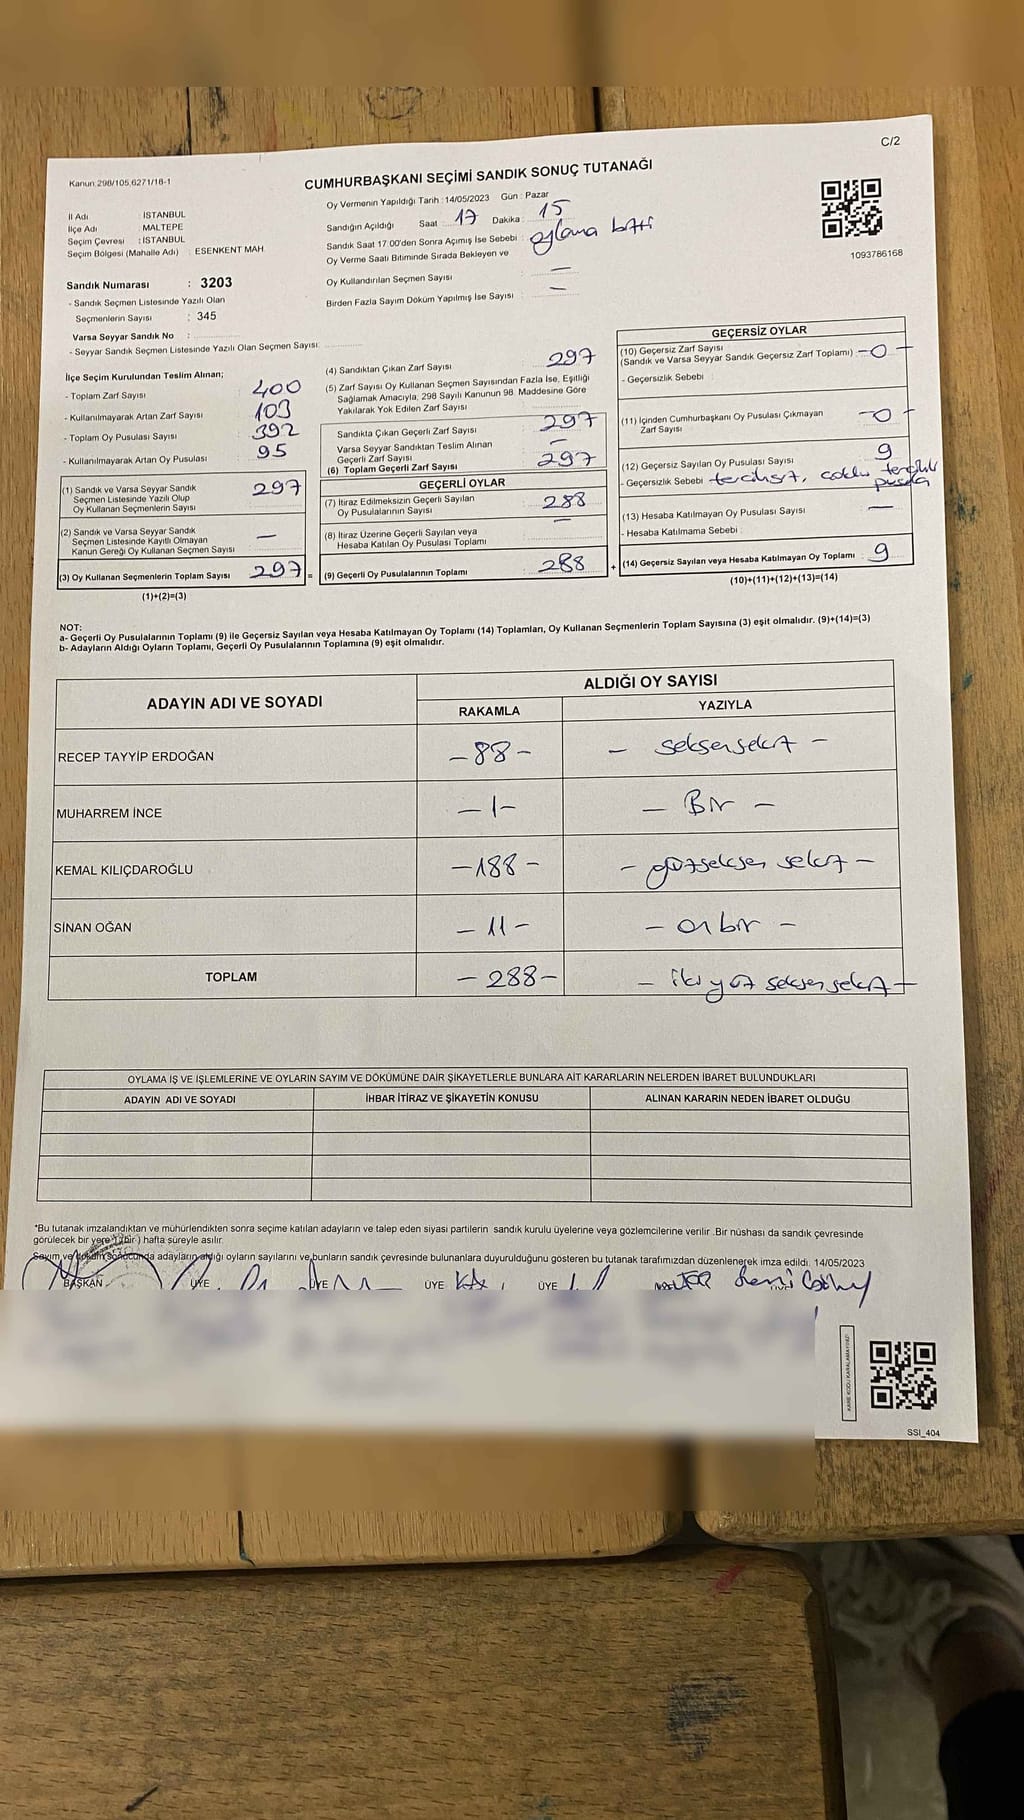 C/2
Kanun:298/105,6271/18-1
CUMHURBAŞKANI SEÇİMİ SANDIK SONUÇ TUTANAĞI
İl Adı : İSTANBUL
İlçe Adı : MALTEPE
Seçim Çevresi : İSTANBUL
Seçim Bölgesi (Mahalle Adı) : ESENKENT MAH
Sandık Numarası : 3203
- Sandık Seçmen Listesinde Yazılı Olan
Seçmenlerin Sayısı : 345
Varsa Seyyar Sandık No :
- Seyyar Sandık Seçmen Listesinde Yazılı Olan Seçmen Sayısı:
Oy Vermenin Yapıldığı Tarih : 14/05/2023 Gün : Pazar
Sandığın Açıldığı Saat : 17 Dakika : 15
Sandık Saat 17:00'den Sonra Açımış İse Sebebi : oylama bitti
Oy Verme Saati Bitiminde Sırada Bekleyen ve
Oy Kullandırılan Seçmen Sayısı : —
Birden Fazla Sayım Döküm Yapılmış İse Sayısı : —
1093786168
İlçe Seçim Kurulundan Teslim Alınan;
- Toplam Zarf Sayısı : 400
- Kullanılmayarak Artan Zarf Sayısı : 103
- Toplam Oy Pusulası Sayısı : 392
- Kullanılmayarak Artan Oy Pusulası : 95
(1) Sandık ve Varsa Seyyar Sandık
Seçmen Listesinde Yazılı Olup
Oy Kullanan Seçmenlerin Sayısı 297
(2) Sandık ve Varsa Seyyar Sandık
Seçmen Listesinde Kayıtlı Olmayan
Kanun Gereği Oy Kullanan Seçmen Sayısı —
(3) Oy Kullanan Seçmenlerin Toplam Sayısı 297 =
(1)+(2)=(3)
(4) Sandıktan Çıkan Zarf Sayısı 297
(5) Zarf Sayısı Oy Kullanan Seçmen Sayısından Fazla İse, Eşitliği
Sağlamak Amacıyla, 298 Sayılı Kanunun 98. Maddesine Göre
Yakılarak Yok Edilen Zarf Sayısı
Sandıkta Çıkan Geçerli Zarf Sayısı 297
Varsa Seyyar Sandıktan Teslim Alınan
Geçerli Zarf Sayısı —
(6) Toplam Geçerli Zarf Sayısı 297
GEÇERLİ OYLAR
(7) İtiraz Edilmeksizin Geçerli Sayılan
Oy Pusulalarının Sayısı 288
(8) İtiraz Üzerine Geçerli Sayılan veya
Hesaba Katılan Oy Pusulası Toplamı —
(9) Geçerli Oy Pusulalarının Toplamı 288 +
GEÇERSİZ OYLAR
(10) Geçersiz Zarf Sayısı
(Sandık ve Varsa Seyyar Sandık Geçersiz Zarf Toplamı) -0-
- Geçersizlik Sebebi :
(11) İçinden Cumhurbaşkanı Oy Pusulası Çıkmayan
Zarf Sayısı -0-
(12) Geçersiz Sayılan Oy Pusulası Sayısı 9
- Geçersizlik Sebebi
(13) Hesaba Katılmayan Oy Pusulası Sayısı —
- Hesaba Katılmama Sebebi :
(14) Geçersiz Sayılan veya Hesaba Katılmayan Oy Toplamı 9
(10)+(11)+(12)+(13)=(14)
NOT:
a- Geçerli Oy Pusulalarının Toplamı (9) ile Geçersiz Sayılan veya Hesaba Katılmayan Oy Toplamı (14) Toplamları, Oy Kullanan Seçmenlerin Toplam Sayısına (3) eşit olmalıdır. (9)+(14)=(3)
b- Adayların Aldığı Oyların Toplamı, Geçerli Oy Pusulalarının Toplamına (9) eşit olmalıdır.
ADAYIN ADI VE SOYADI ALDIĞI OY SAYISI
RAKAMLA YAZIYLA
RECEP TAYYİP ERDOĞAN -88- - seksensekiz -
MUHARREM İNCE -1- - Bir -
KEMAL KILIÇDAROĞLU -188- - yüzseksen sekiz -
SİNAN OĞAN -11- - on bir -
TOPLAM -288- - iki yüz seksen sekiz -
OYLAMA İŞ VE İŞLEMLERİNE VE OYLARIN SAYIM VE DÖKÜMÜNE DAİR ŞİKAYETLERLE BUNLARA AİT KARARLARIN NELERDEN İBARET BULUNDUKLARI
ADAYIN ADI VE SOYADI İHBAR İTİRAZ VE ŞİKAYETİN KONUSU ALINAN KARARIN NEDEN İBARET OLDUĞU
*Bu tutanak imzalandıktan ve mühürlendikten sonra seçime katılan adayların ve talep eden siyasi partilerin sandık kurulu üyelerine veya gözlemcilerine verilir. Bir nüshası da sandık çevresinde
görülecek bir yere 1 (bir) hafta süreyle asılır.
Sayım ve döküm sonucunda adayların aldığı oyların sayılarını ve bunların sandık çevresinde bulunanlara duyurulduğunu gösteren bu tutanak tarafımızdan düzenlenerek imza edildi. 14/05/2023
BAŞKAN ÜYE ÜYE ÜYE ÜYE
SSI_404